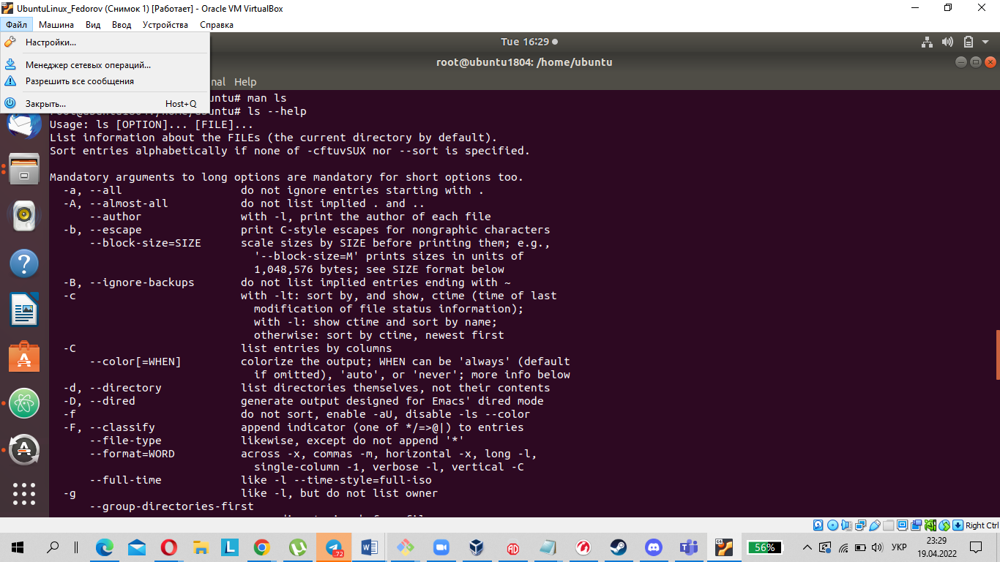 UbuntuLinux_Fedorov (Снимок 1) [Работает] - Oracle VM VirtualBox
Файл Машина Вид Ввод Устройства Справка
Настройки...
Менеджер сетевых операций...
Разрешить все сообщения
Закрыть... Host+Q
Tue 16:29
root@ubuntu1804: /home/ubuntu
nal Help
untu# man ls
root@ubuntu1804:/home/ubuntu# ls --help
Usage: ls [OPTION]... [FILE]...
List information about the FILEs (the current directory by default).
Sort entries alphabetically if none of -cftuvSUX nor --sort is specified.
Mandatory arguments to long options are mandatory for short options too.
-a, --all do not ignore entries starting with .
-A, --almost-all do not list implied . and ..
--author with -l, print the author of each file
-b, --escape print C-style escapes for nongraphic characters
--block-size=SIZE scale sizes by SIZE before printing them; e.g.,
'--block-size=M' prints sizes in units of
1,048,576 bytes; see SIZE format below
-B, --ignore-backups do not list implied entries ending with ~
-c with -lt: sort by, and show, ctime (time of last
modification of file status information);
with -l: show ctime and sort by name;
otherwise: sort by ctime, newest first
-C list entries by columns
--color[=WHEN] colorize the output; WHEN can be 'always' (default
if omitted), 'auto', or 'never'; more info below
-d, --directory list directories themselves, not their contents
-D, --dired generate output designed for Emacs' dired mode
-f do not sort, enable -aU, disable -ls --color
-F, --classify append indicator (one of */=>@|) to entries
--file-type likewise, except do not append '*'
--format=WORD across -x, commas -m, horizontal -x, long -l,
single-column -1, verbose -l, vertical -C
--full-time like -l --time-style=full-iso
-g like -l, but do not list owner
--group-directories-first
Right Ctrl
72
56%
УКР
23:29
19.04.2022